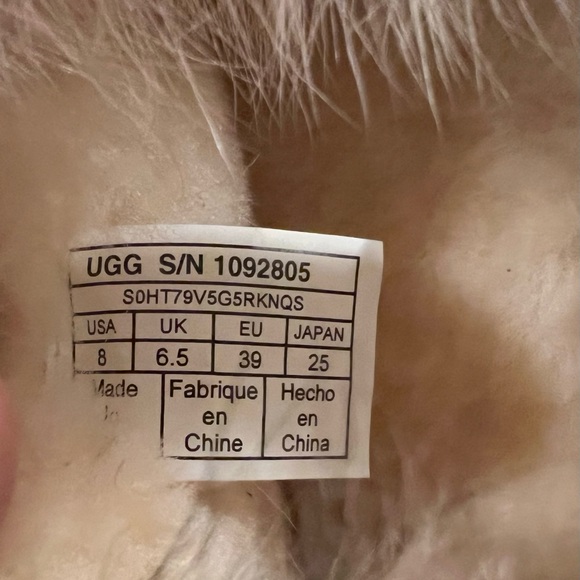 UGG S/N 1092805
S0HT79V5G5RKNQS
USA UK EU JAPAN
8 6.5 39 25
Made Fabrique Hecho
en en
Chine China